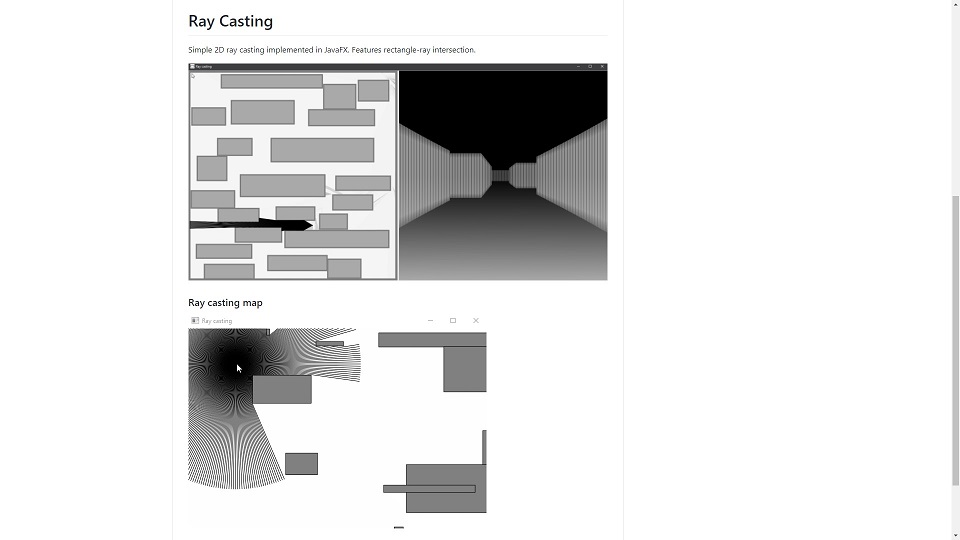 Ray Casting
Simple 2D ray casting implemented in JavaFX. Features rectangle-ray intersection.
Ray casting
Ray casting map
Ray casting